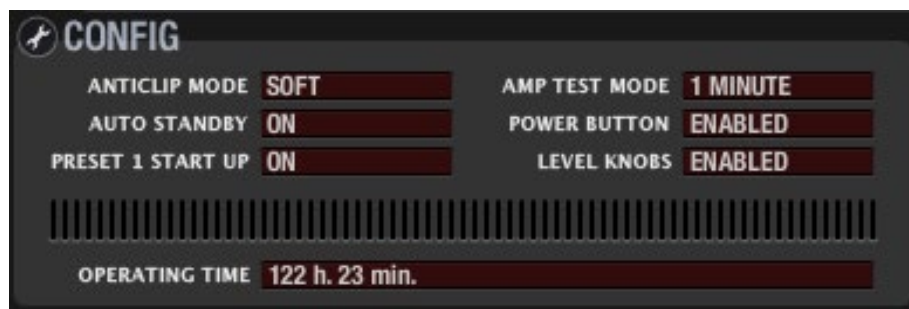 CONFIG
ANTICLIP MODE SOFT AMP TEST MODE 1 MINUTE
AUTO STANDBY ON POWER BUTTON ENABLED
PRESET 1 START UP ON LEVEL KNOBS ENABLED
OPERATING TIME 122 h. 23 min.